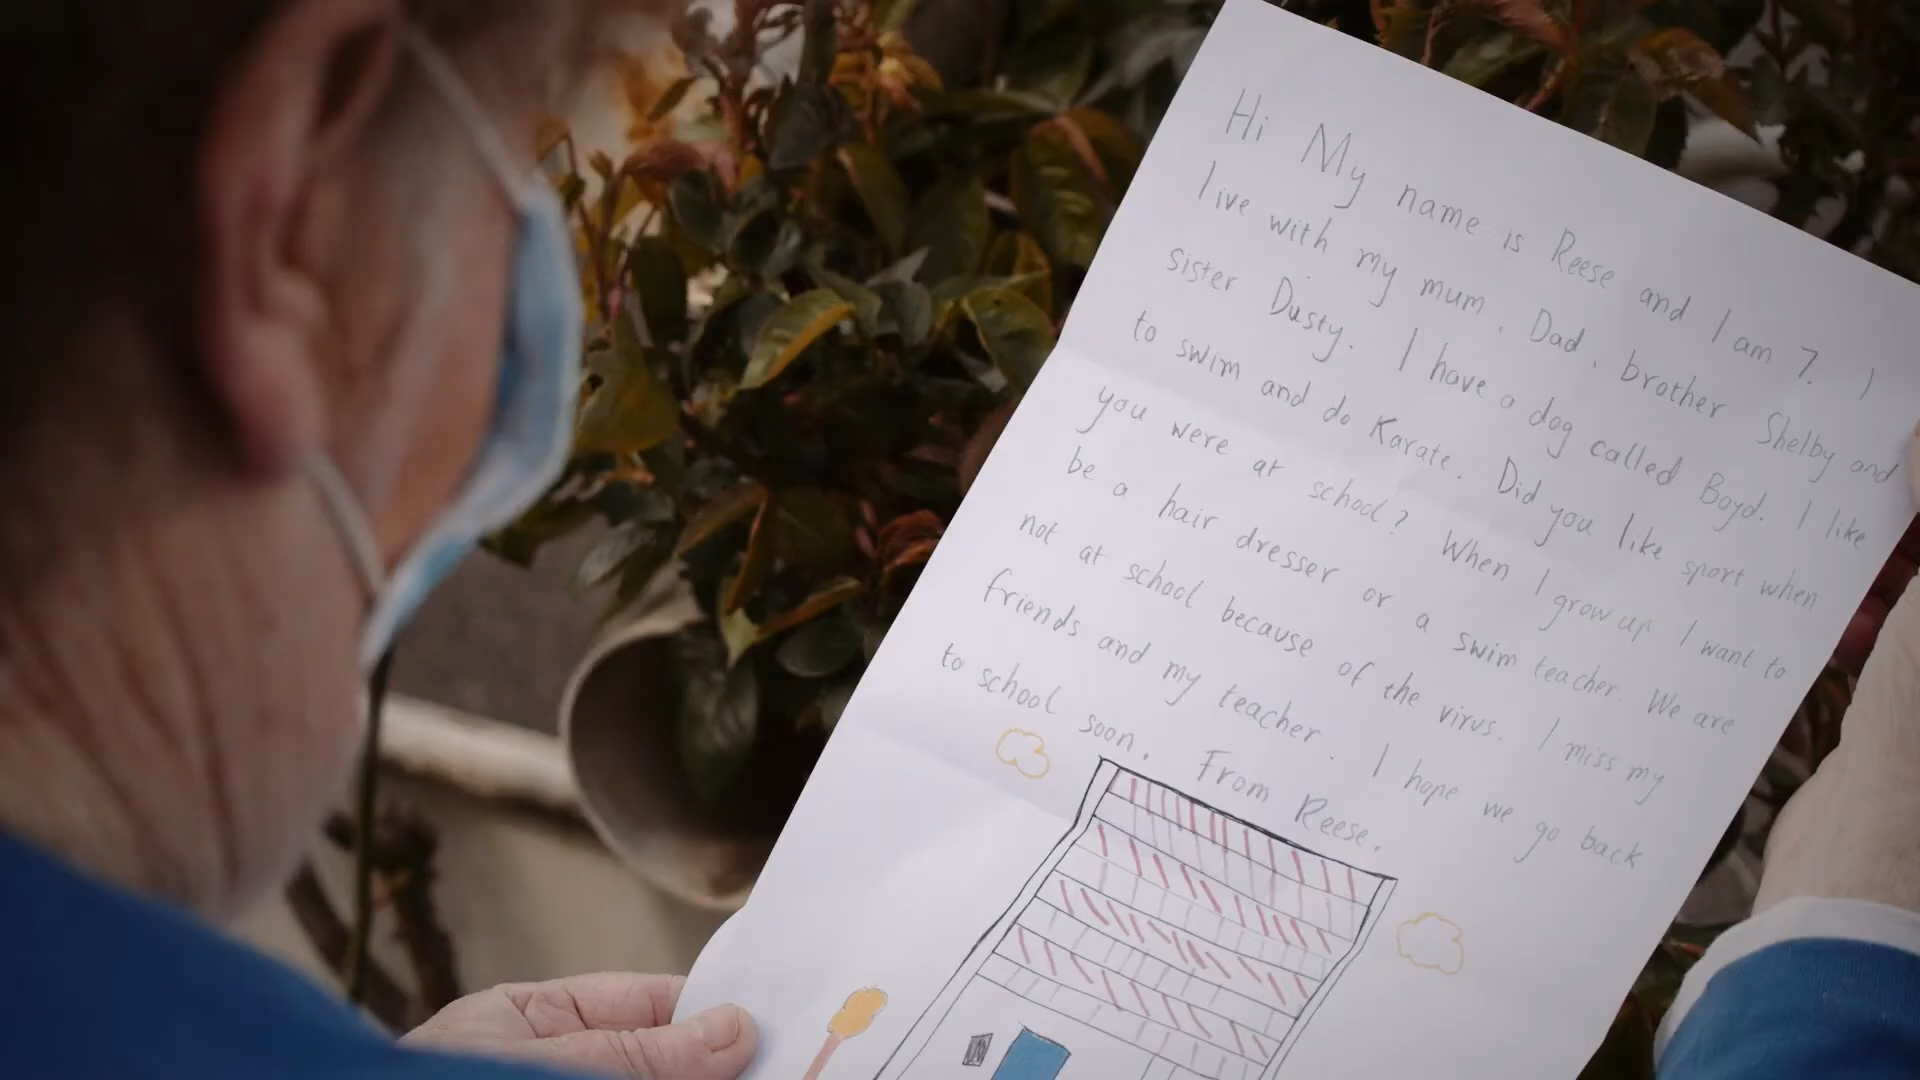 Hi My name is Reese and I am 7. I
live with my mum, Dad, brother Shelby and
sister Dusty. I have a dog called Boyd. I like
to swim and do Karate. Did you like sport when
you were at school? When I grow up I want to
be a hair dresser or a swim teacher. We are
not at school because of the virus. I miss my
friends and my teacher. I hope we go back
to school soon. From Reese.